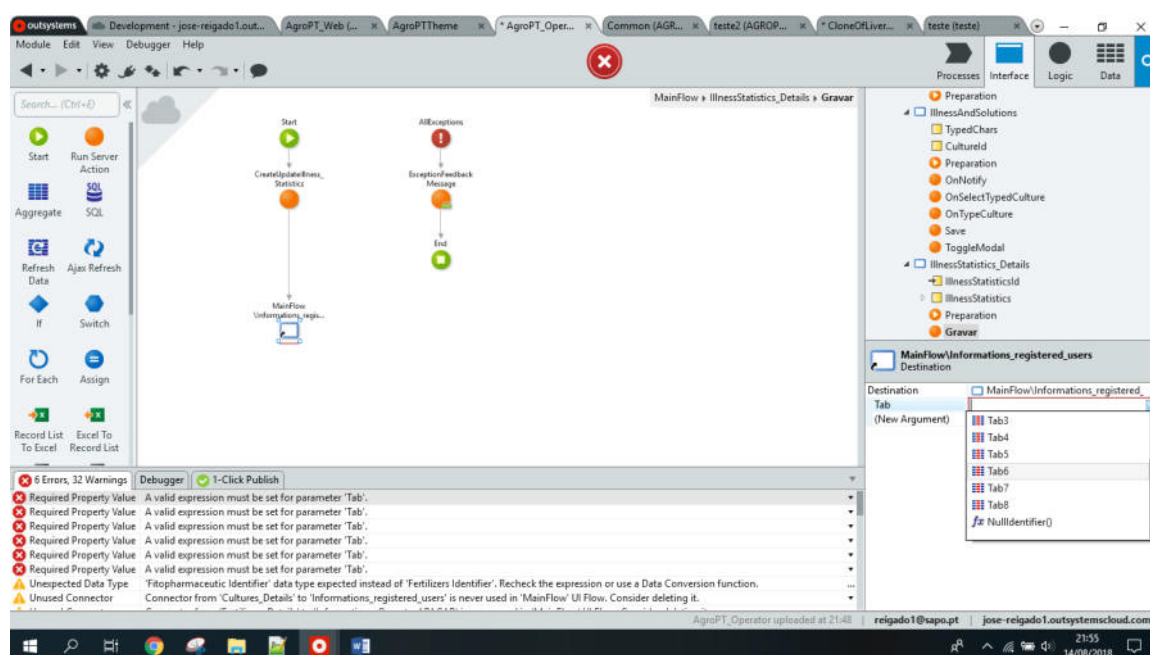 outsystems
Development - jose-reigado1.out...
AgroPT_Web (...
AgroPTTheme
* AgroPT_Oper...
Common (AGR...
teste2 (AGROP...
* CloneOfLiver...
teste (teste)
Module Edit View Debugger Help
Processes Interface Logic Data
Search... (Ctrl+E)
MainFlow IllnessStatistics_Details Gravar
Start
Run Server
Action
Aggregate
SQL
Refresh
Data
Ajax Refresh
If
Switch
For Each
Assign
Record List
To Excel
Excel To
Record List
Start
CreateUpdateIllness_
Statistics
MainFlow
\Informations_regis...
AllExceptions
ExceptionFeedback
Message
End
Preparation
IllnessAndSolutions
TypedChars
CultureId
Preparation
OnNotify
OnSelectTypedCulture
OnTypeCulture
Save
ToggleModal
IllnessStatistics_Details
IllnessStatisticsId
IllnessStatistics
Preparation
Gravar
MainFlow\Informations_registered_users
Destination
Destination MainFlow\Informations_registered_
Tab
(New Argument)
Tab3
Tab4
Tab5
Tab6
Tab7
Tab8
fx NullIdentifier()
6 Errors, 32 Warnings Debugger 1-Click Publish
Required Property Value A valid expression must be set for parameter 'Tab'.
Required Property Value A valid expression must be set for parameter 'Tab'.
Required Property Value A valid expression must be set for parameter 'Tab'.
Required Property Value A valid expression must be set for parameter 'Tab'.
Required Property Value A valid expression must be set for parameter 'Tab'.
Required Property Value A valid expression must be set for parameter 'Tab'.
Unexpected Data Type 'Fitopharmaceutic Identifier' data type expected instead of 'Fertilizers Identifier'. Recheck the expression or use a Data Conversion function. ...
Unused Connector Connector from 'Cultures_Details' to 'Informations_registered_users' is never used in 'MainFlow' UI Flow. Consider deleting it.
AgroPT_Operator uploaded at 21:48 reigado1@sapo.pt jose-reigado1.outsystemscloud.com
21:55
14/08/2018